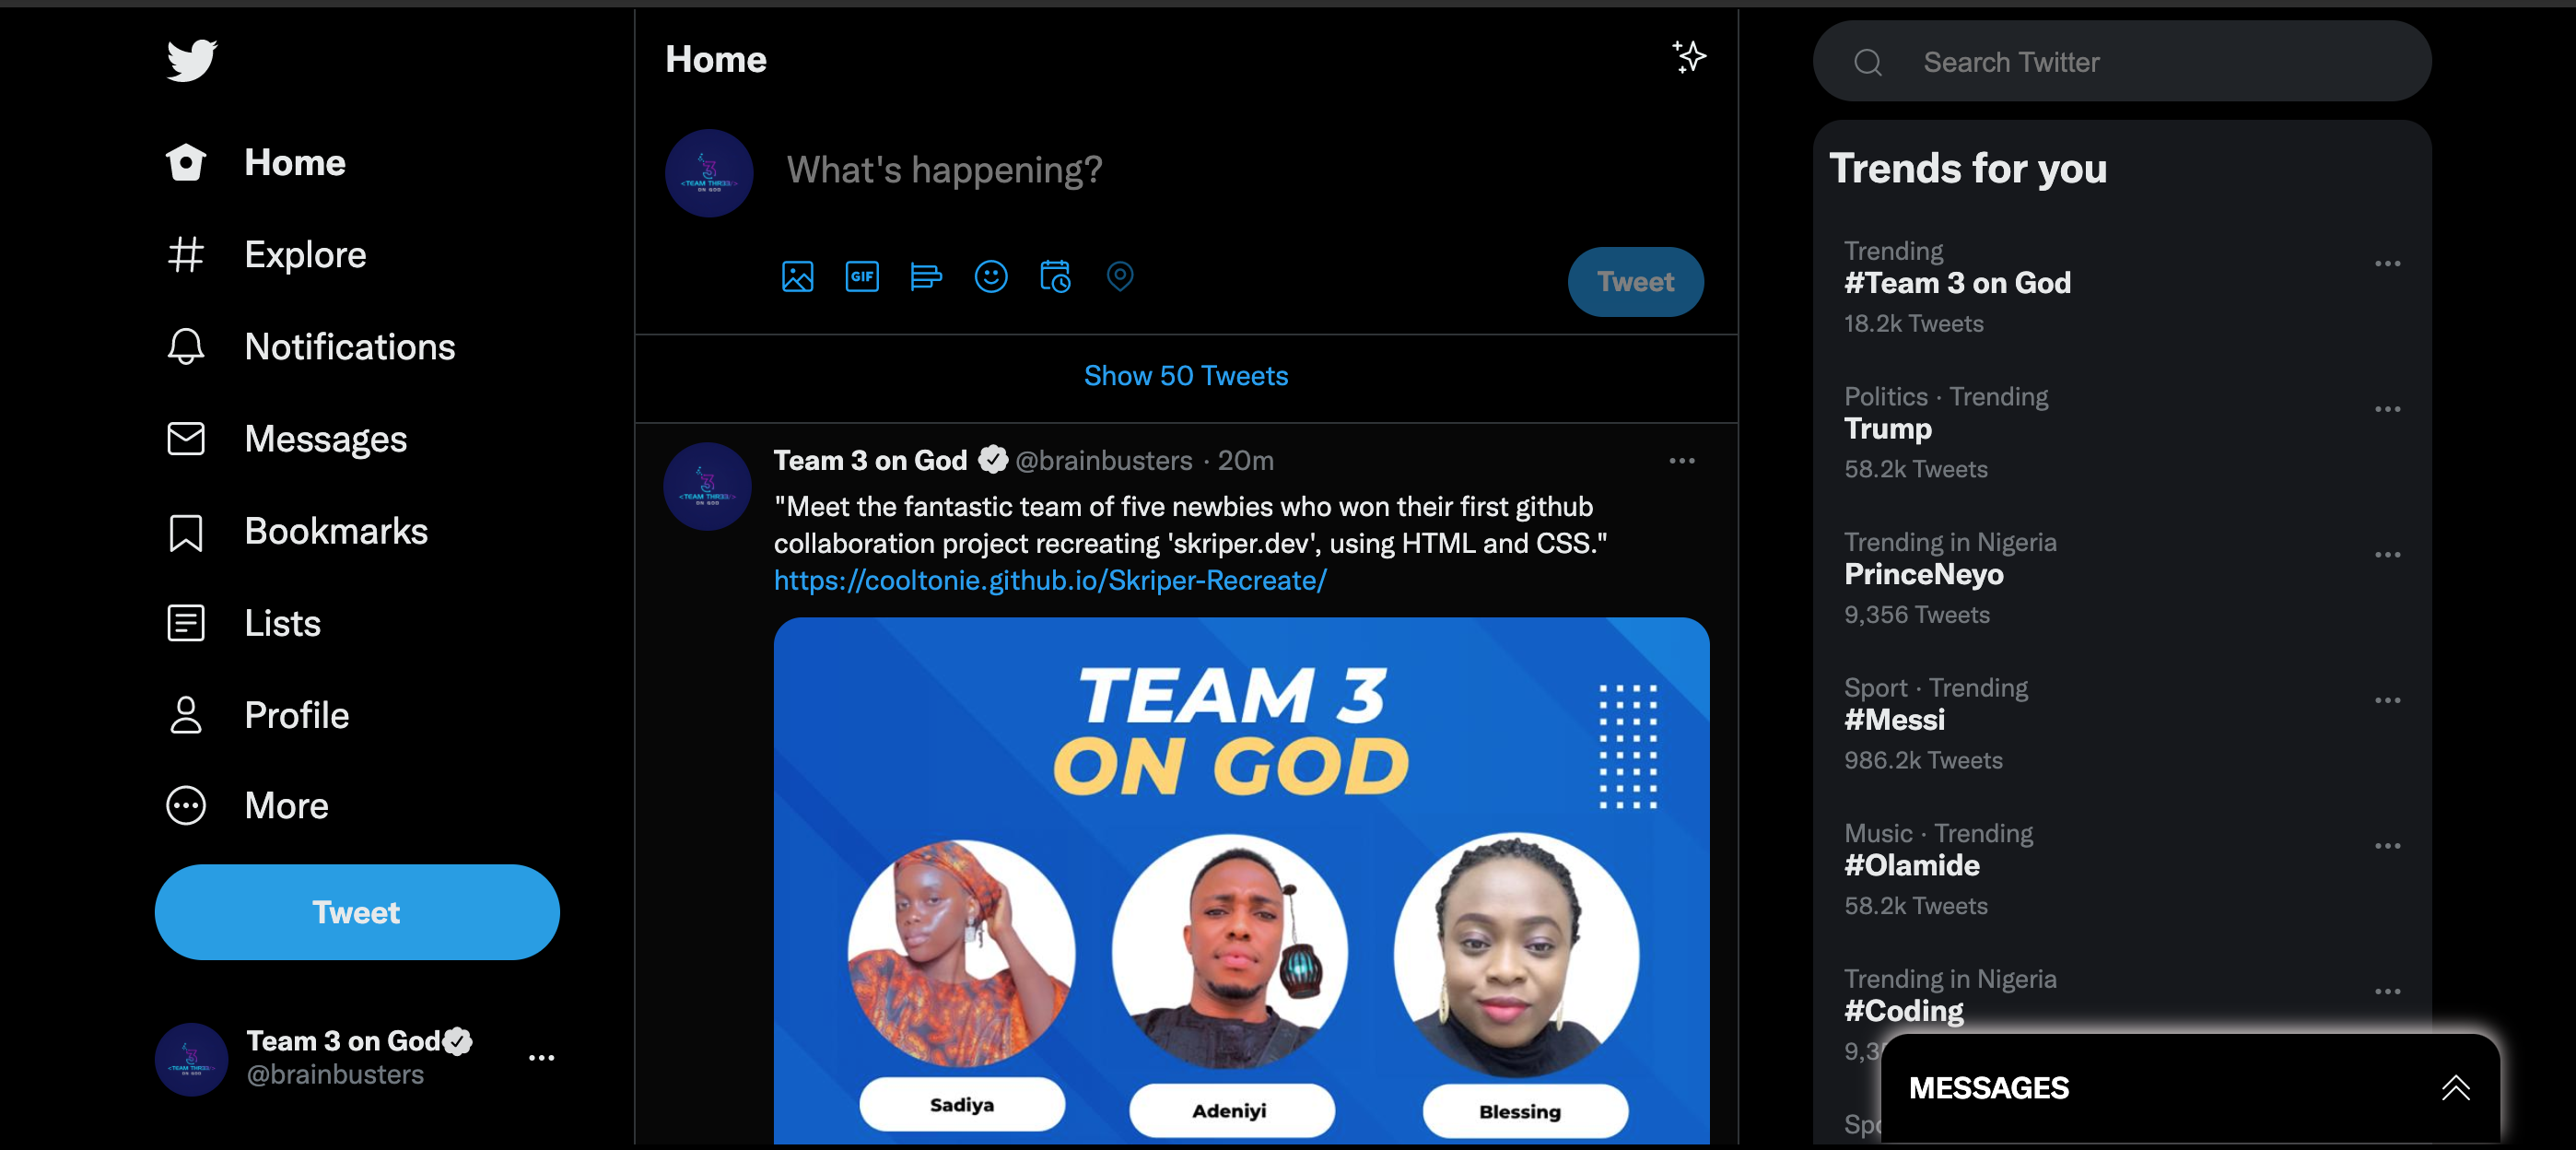 Home
Explore
Notifications
Messages
Bookmarks
Lists
Profile
More
Tweet
Team 3 on God
@brainbusters
Home
<TEAM THR33/>
ON GOD
What's happening?
GIF
Tweet
Show 50 Tweets
Team 3 on God @brainbusters · 20m
"Meet the fantastic team of five newbies who won their first github
collaboration project recreating 'skriper.dev', using HTML and CSS."
https://cooltonie.github.io/Skriper-Recreate/
TEAM 3
ON GOD
Sadiya
Adeniyi
Blessing
Search Twitter
Trends for you
Trending
#Team 3 on God
18.2k Tweets
Politics · Trending
Trump
58.2k Tweets
Trending in Nigeria
PrinceNeyo
9,356 Tweets
Sport · Trending
#Messi
986.2k Tweets
Music · Trending
#Olamide
58.2k Tweets
Trending in Nigeria
#Coding
9,3
Sp
MESSAGES